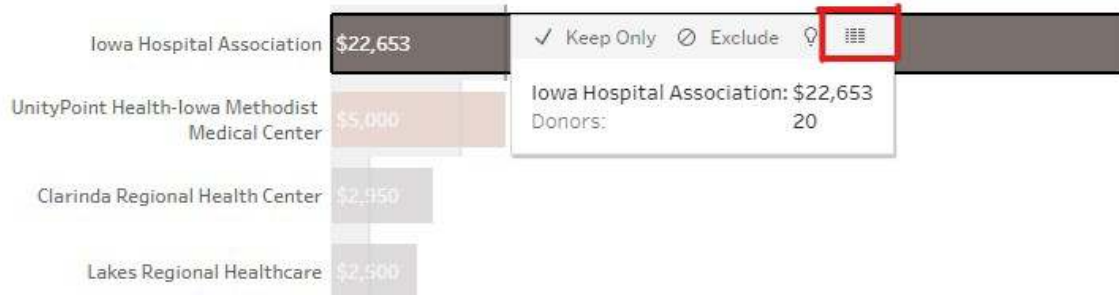 Iowa Hospital Association $22,653
✓ Keep Only ⊘ Exclude
Iowa Hospital Association: $22,653
Donors: 20
UnityPoint Health-Iowa Methodist
Medical Center
$5,000
Clarinda Regional Health Center $2,950
Lakes Regional Healthcare $2,500